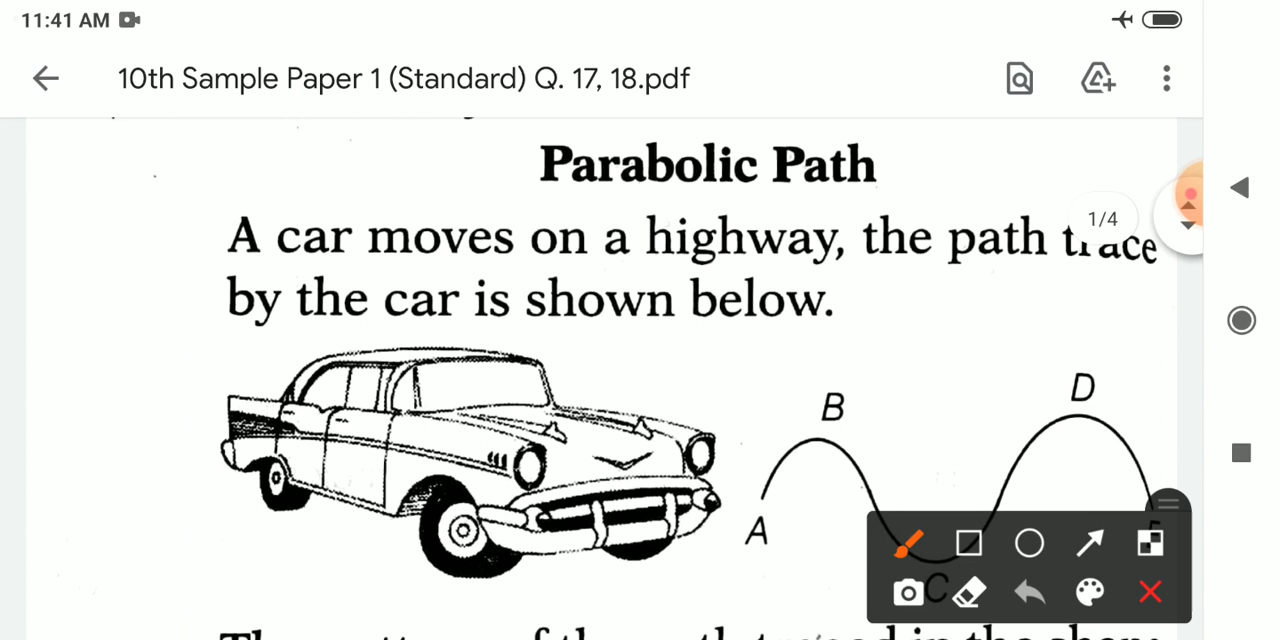 11:41 AM
10th Sample Paper 1 (Standard) Q. 17, 18.pdf
Parabolic Path
1/4
A car moves on a highway, the path trace
by the car is shown below.
B
D
A
C